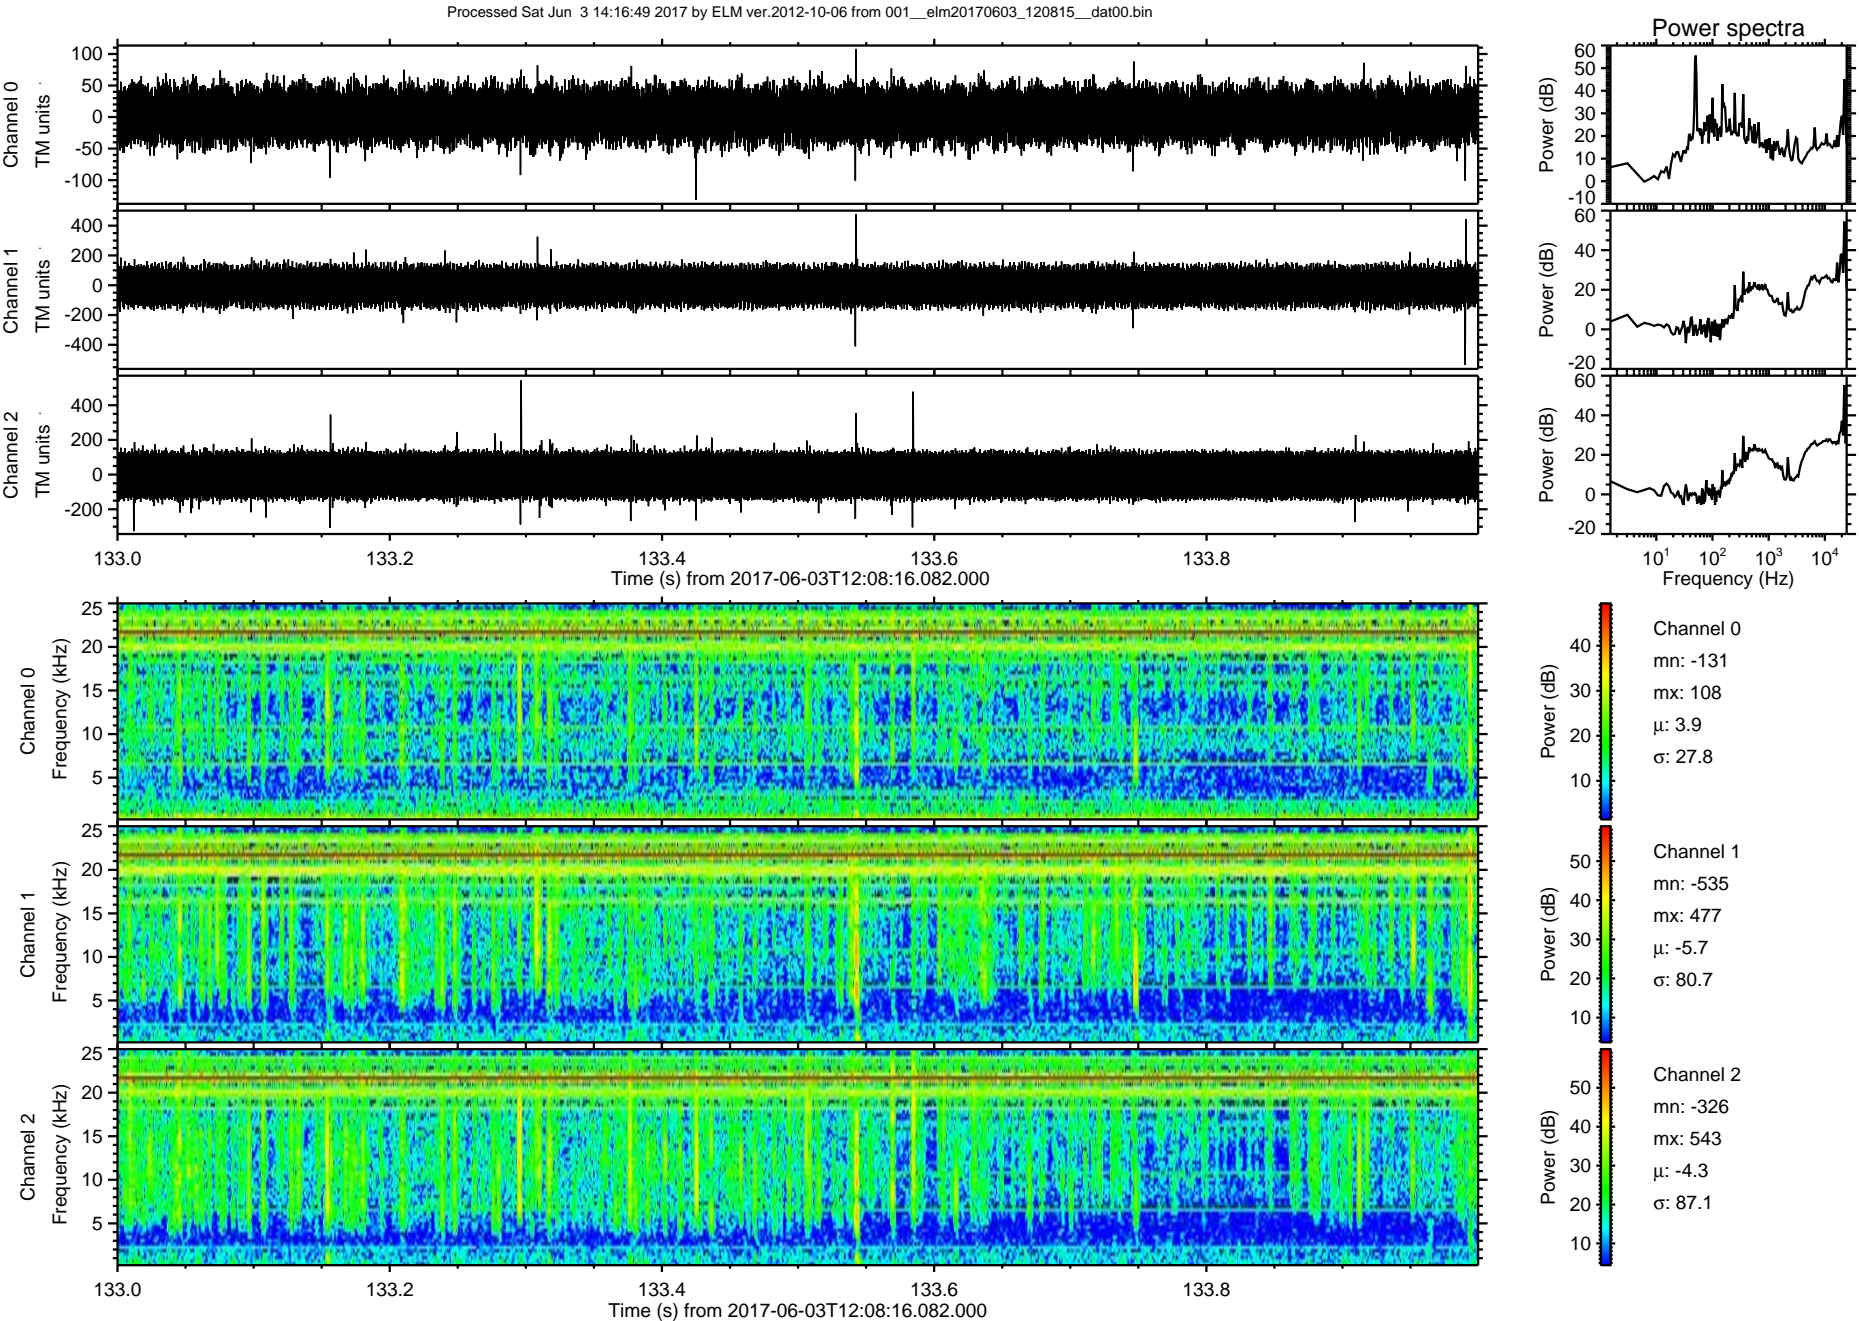 Processed Sat Jun  3 14:16:49 2017 by ELM ver.2012-10-06 from 001__elm20170603_120815__dat00.bin
Power spectra
Channel 0
TM units
100
50
0
-50
-100
Power (dB)
60
50
40
30
20
10
0
-10
Channel 1
TM units
400
200
0
-200
-400
Power (dB)
60
40
20
0
-20
Channel 2
TM units
400
200
0
-200
Power (dB)
60
40
20
0
-20
133.0 133.2 133.4 133.6 133.8
Time (s) from 2017-06-03T12:08:16.082.000
10^1 10^2 10^3 10^4
Frequency (Hz)
Channel 0
Frequency (kHz)
25
20
15
10
5
Power (dB)
40
30
20
10
Channel 0
mn: -131
mx: 108
μ: 3.9
σ: 27.8
Channel 1
Frequency (kHz)
25
20
15
10
5
Power (dB)
50
40
30
20
10
Channel 1
mn: -535
mx: 477
μ: -5.7
σ: 80.7
Channel 2
Frequency (kHz)
25
20
15
10
5
Power (dB)
50
40
30
20
10
Channel 2
mn: -326
mx: 543
μ: -4.3
σ: 87.1
133.0 133.2 133.4 133.6 133.8
Time (s) from 2017-06-03T12:08:16.082.000